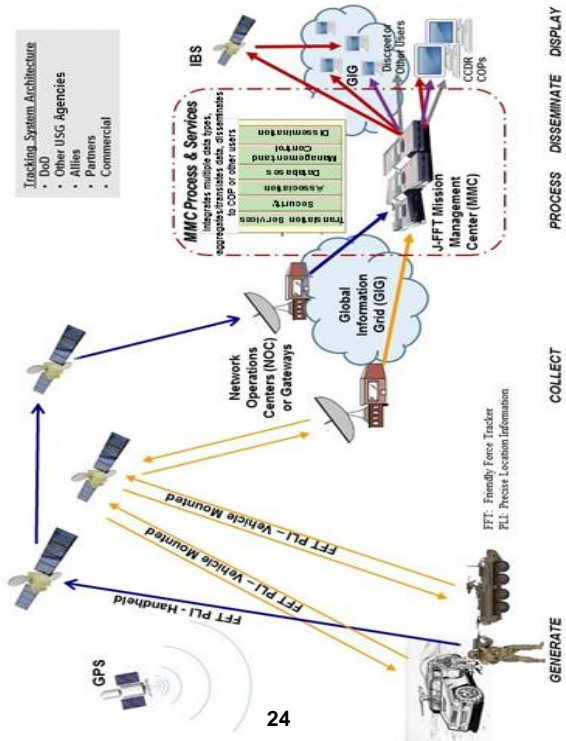 Tracking System Architecture
• DoD
• Other USG Agencies
• Allies
• Partners
• Commercial
GPS
FFT PLI - Handheld
FFT PLI – Vehicle Mounted
FFT PLI – Vehicle Mounted
Network
Operations
Centers (NOC)
or Gateways
Global
Information
Grid (GIG)
MMC Process & Services
Integrates multiple data types,
aggregates/translates data, disseminates
to COP or other users
Translation Services
Security
Association
Databases
Management and
Control
Dissemination
J-FFT Mission
Management
Center (MMC)
IBS
GIG
Discreet or
Other Users
CCDR
COPs
FFT: Friendly Force Tracker
PLI: Precise Location Information
GENERATE
COLLECT
PROCESS
DISSEMINATE
DISPLAY
24